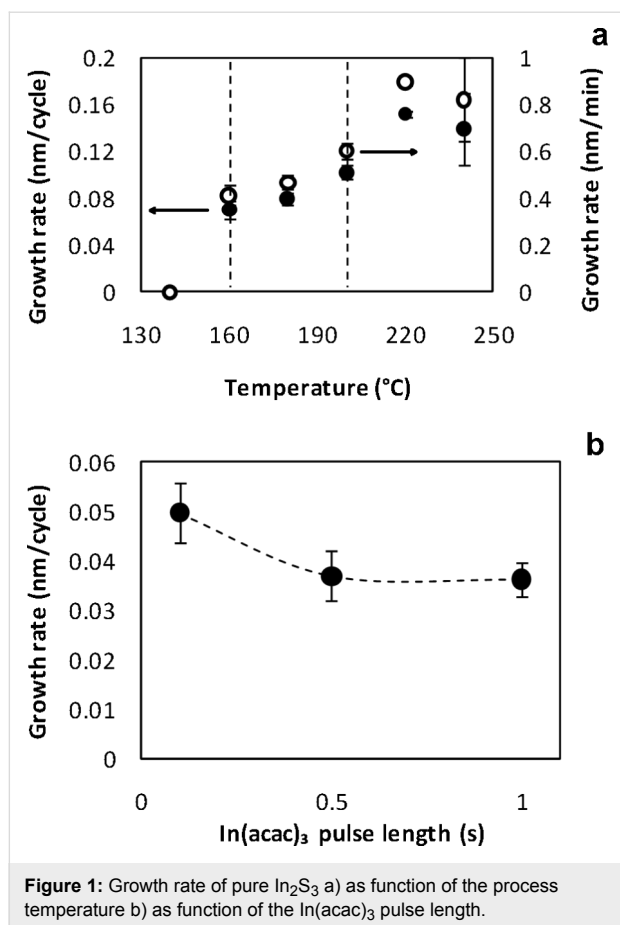 a
Growth rate (nm/cycle)
0.2
0.16
0.12
0.08
0.04
0
1
0.8
0.6
0.4
0.2
0
Growth rate (nm/min)
130 160 190 220 250
Temperature (°C)
b
Growth rate (nm/cycle)
0.06
0.05
0.04
0.03
0.02
0.01
0
0 0.5 1
In(acac)₃ pulse length (s)
Figure 1: Growth rate of pure In₂S₃ a) as function of the process
temperature b) as function of the In(acac)₃ pulse length.